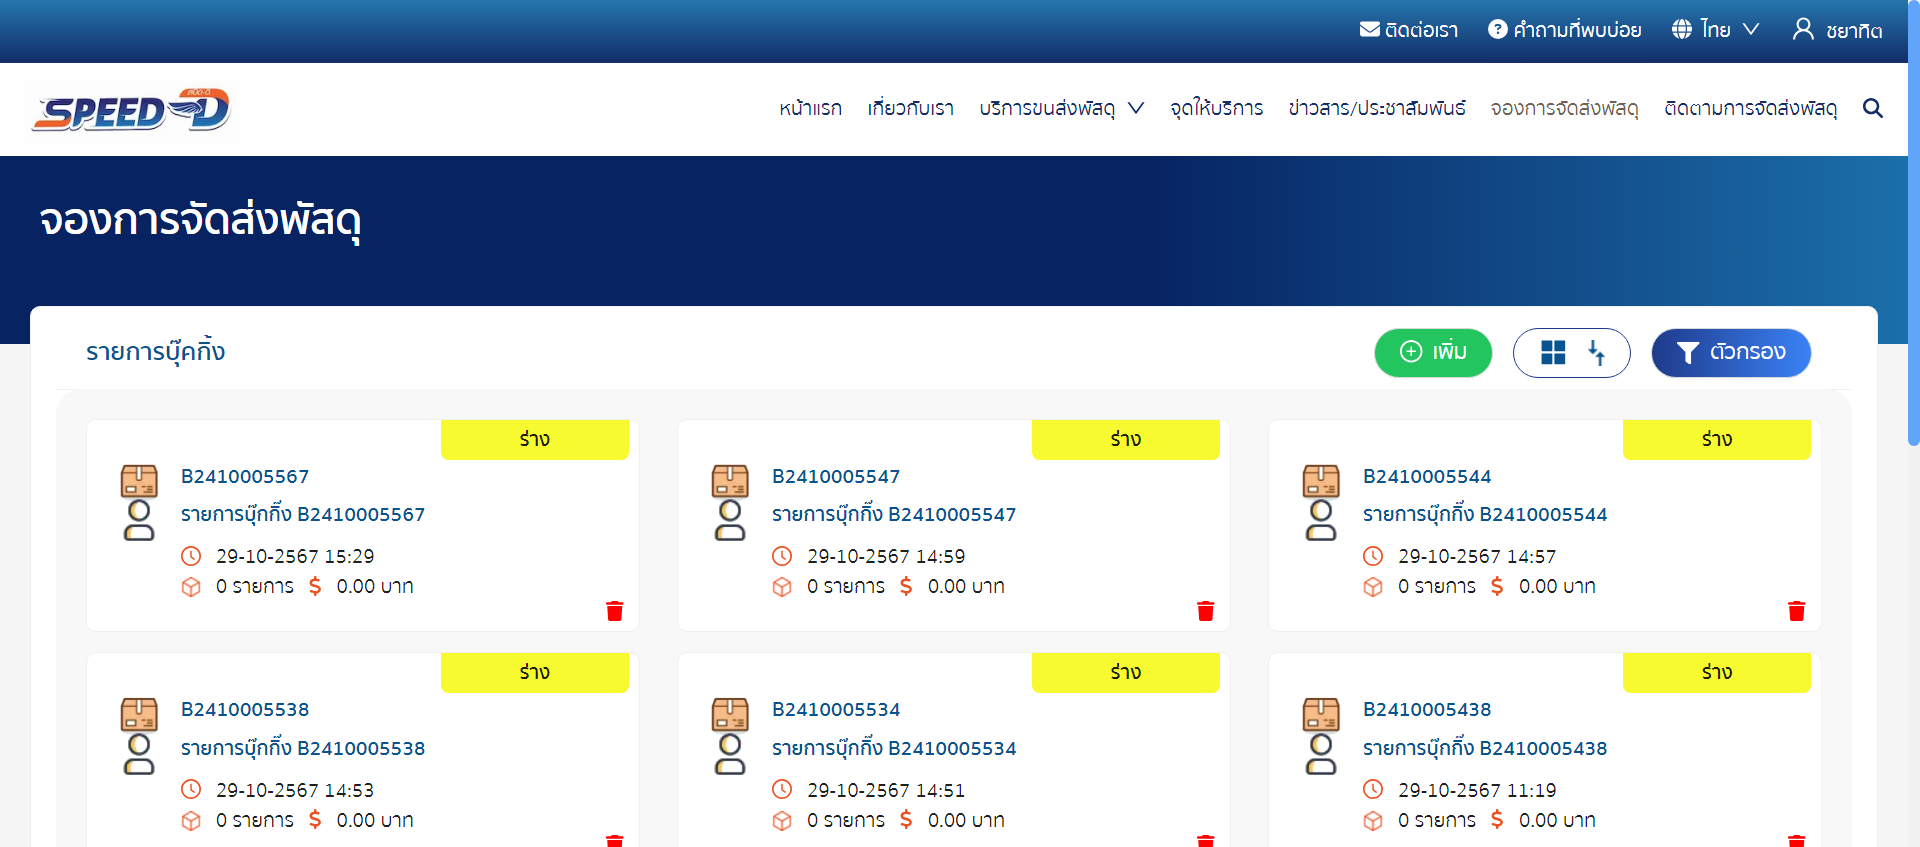 ติดต่อเรา คำถามที่พบบ่อย ไทย ชยาทิต
สปีด-ดี
SPEED-D หน้าแรก เกี่ยวกับเรา บริการขนส่งพัสดุ จุดให้บริการ ข่าวสาร/ประชาสัมพันธ์ จองการจัดส่งพัสดุ ติดตามการจัดส่งพัสดุ
จองการจัดส่งพัสดุ
รายการบุ๊คกิ้ง เพิ่ม ตัวกรอง
ร่าง
B2410005567
รายการบุ๊กกิ๊ง B2410005567
29-10-2567 15:29
0 รายการ $ 0.00 บาท
ร่าง
B2410005547
รายการบุ๊กกิ๊ง B2410005547
29-10-2567 14:59
0 รายการ $ 0.00 บาท
ร่าง
B2410005544
รายการบุ๊กกิ๊ง B2410005544
29-10-2567 14:57
0 รายการ $ 0.00 บาท
ร่าง
B2410005538
รายการบุ๊กกิ๊ง B2410005538
29-10-2567 14:53
0 รายการ $ 0.00 บาท
ร่าง
B2410005534
รายการบุ๊กกิ๊ง B2410005534
29-10-2567 14:51
0 รายการ $ 0.00 บาท
ร่าง
B2410005438
รายการบุ๊กกิ๊ง B2410005438
29-10-2567 11:19
0 รายการ $ 0.00 บาท